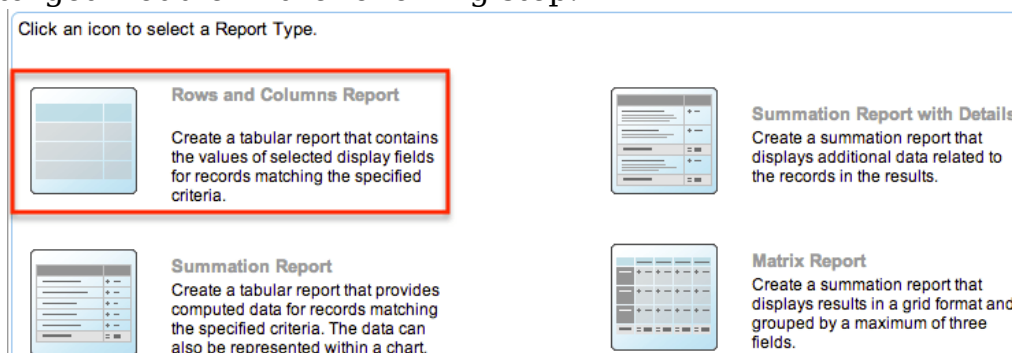 Click an icon to select a Report Type.
Rows and Columns Report
Create a tabular report that contains
the values of selected display fields
for records matching the specified
criteria.
Summation Report with Details
Create a summation report that
displays additional data related to
the records in the results.
Summation Report
Create a tabular report that provides
computed data for records matching
the specified criteria. The data can
also be represented within a chart.
Matrix Report
Create a summation report that
displays results in a grid format and
grouped by a maximum of three
fields.